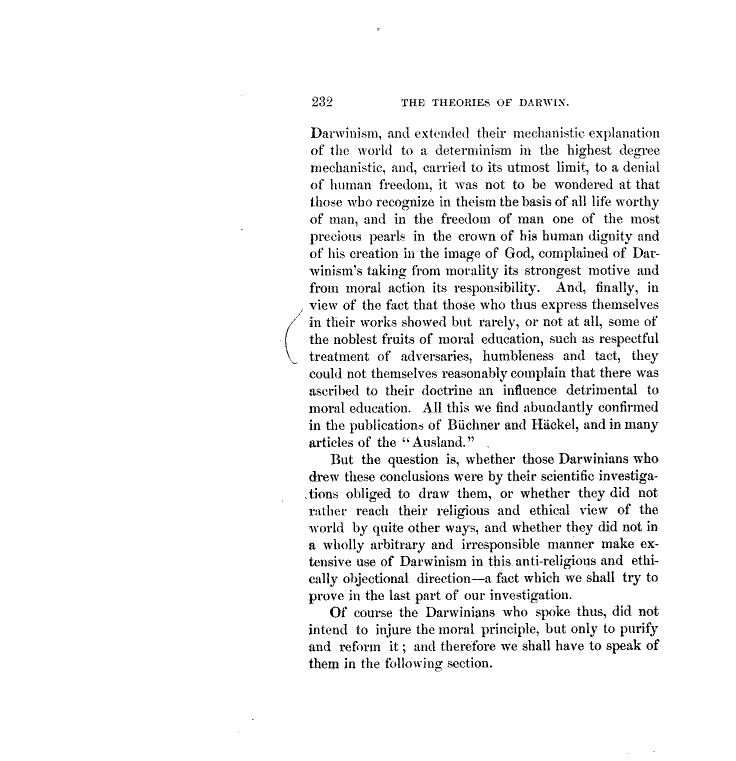 232 THE THEORIES OF DARWIN.
Darwinism, and extended their mechanistic explanation
of the world to a determinism in the highest degree
mechanistic, and, carried to its utmost limit, to a denial
of human freedom, it was not to be wondered at that
those who recognize in theism the basis of all life worthy
of man, and in the freedom of man one of the most
precious pearls in the crown of his human dignity and
of his creation in the image of God, complained of Dar-
winism's taking from morality its strongest motive and
from moral action its responsibility. And, finally, in
view of the fact that those who thus express themselves
in their works showed but rarely, or not at all, some of
the noblest fruits of moral education, such as respectful
treatment of adversaries, humbleness and tact, they
could not themselves reasonably complain that there was
ascribed to their doctrine an influence detrimental to
moral education. All this we find abundantly confirmed
in the publications of Büchner and Häckel, and in many
articles of the "Ausland."
But the question is, whether those Darwinians who
drew these conclusions were by their scientific investiga-
tions obliged to draw them, or whether they did not
rather reach their religious and ethical view of the
world by quite other ways, and whether they did not in
a wholly arbitrary and irresponsible manner make ex-
tensive use of Darwinism in this anti-religious and ethi-
cally objectional direction—a fact which we shall try to
prove in the last part of our investigation.
Of course the Darwinians who spoke thus, did not
intend to injure the moral principle, but only to purify
and reform it; and therefore we shall have to speak of
them in the following section.